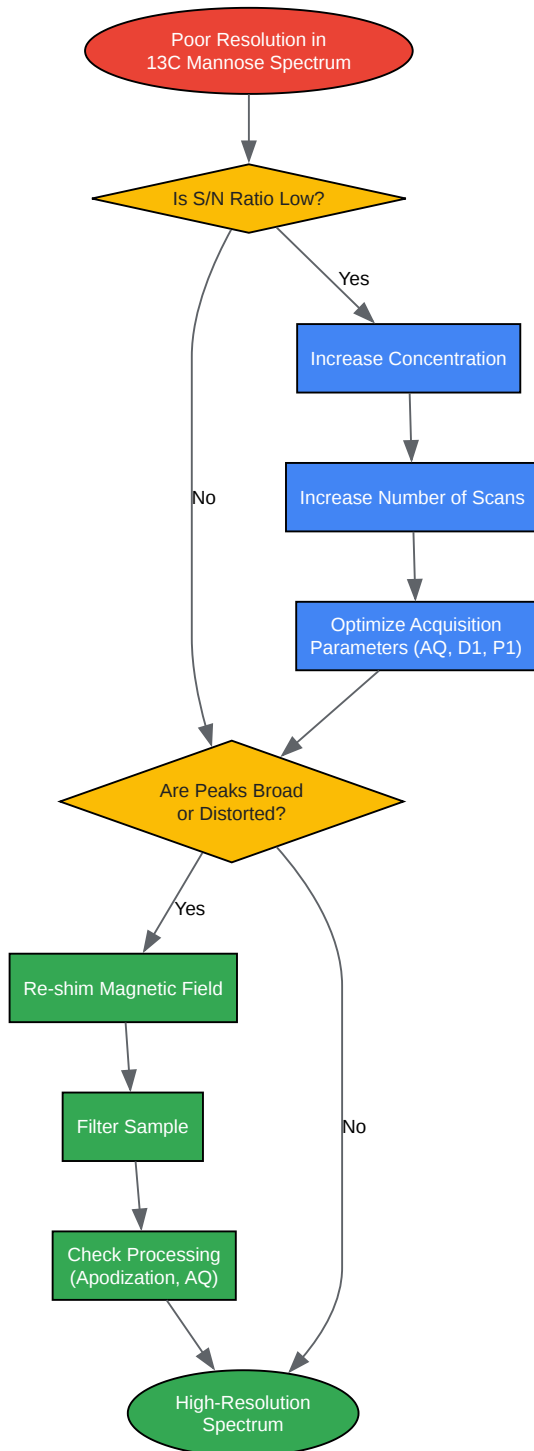 Poor Resolution in
13C Mannose Spectrum
Is S/N Ratio Low?
Yes
Increase Concentration
No
Increase Number of Scans
Optimize Acquisition
Parameters (AQ, D1, P1)
Are Peaks Broad
or Distorted?
Yes
Re-shim Magnetic Field
Filter Sample
No
Check Processing
(Apodization, AQ)
High-Resolution
Spectrum